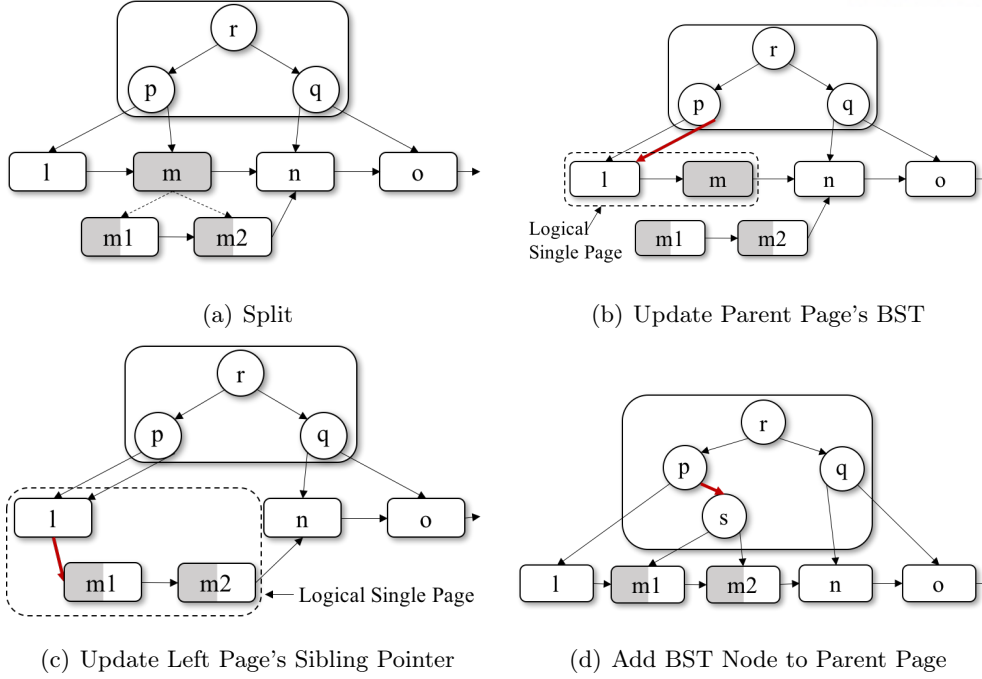 r
p
q
l
m
n
o
m1
m2
(a) Split
r
p
q
l
m
n
o
Logical
Single Page
m1
m2
(b) Update Parent Page's BST
r
p
q
l
n
o
m1
m2
Logical Single Page
(c) Update Left Page's Sibling Pointer
r
p
q
s
l
m1
m2
n
o
(d) Add BST Node to Parent Page